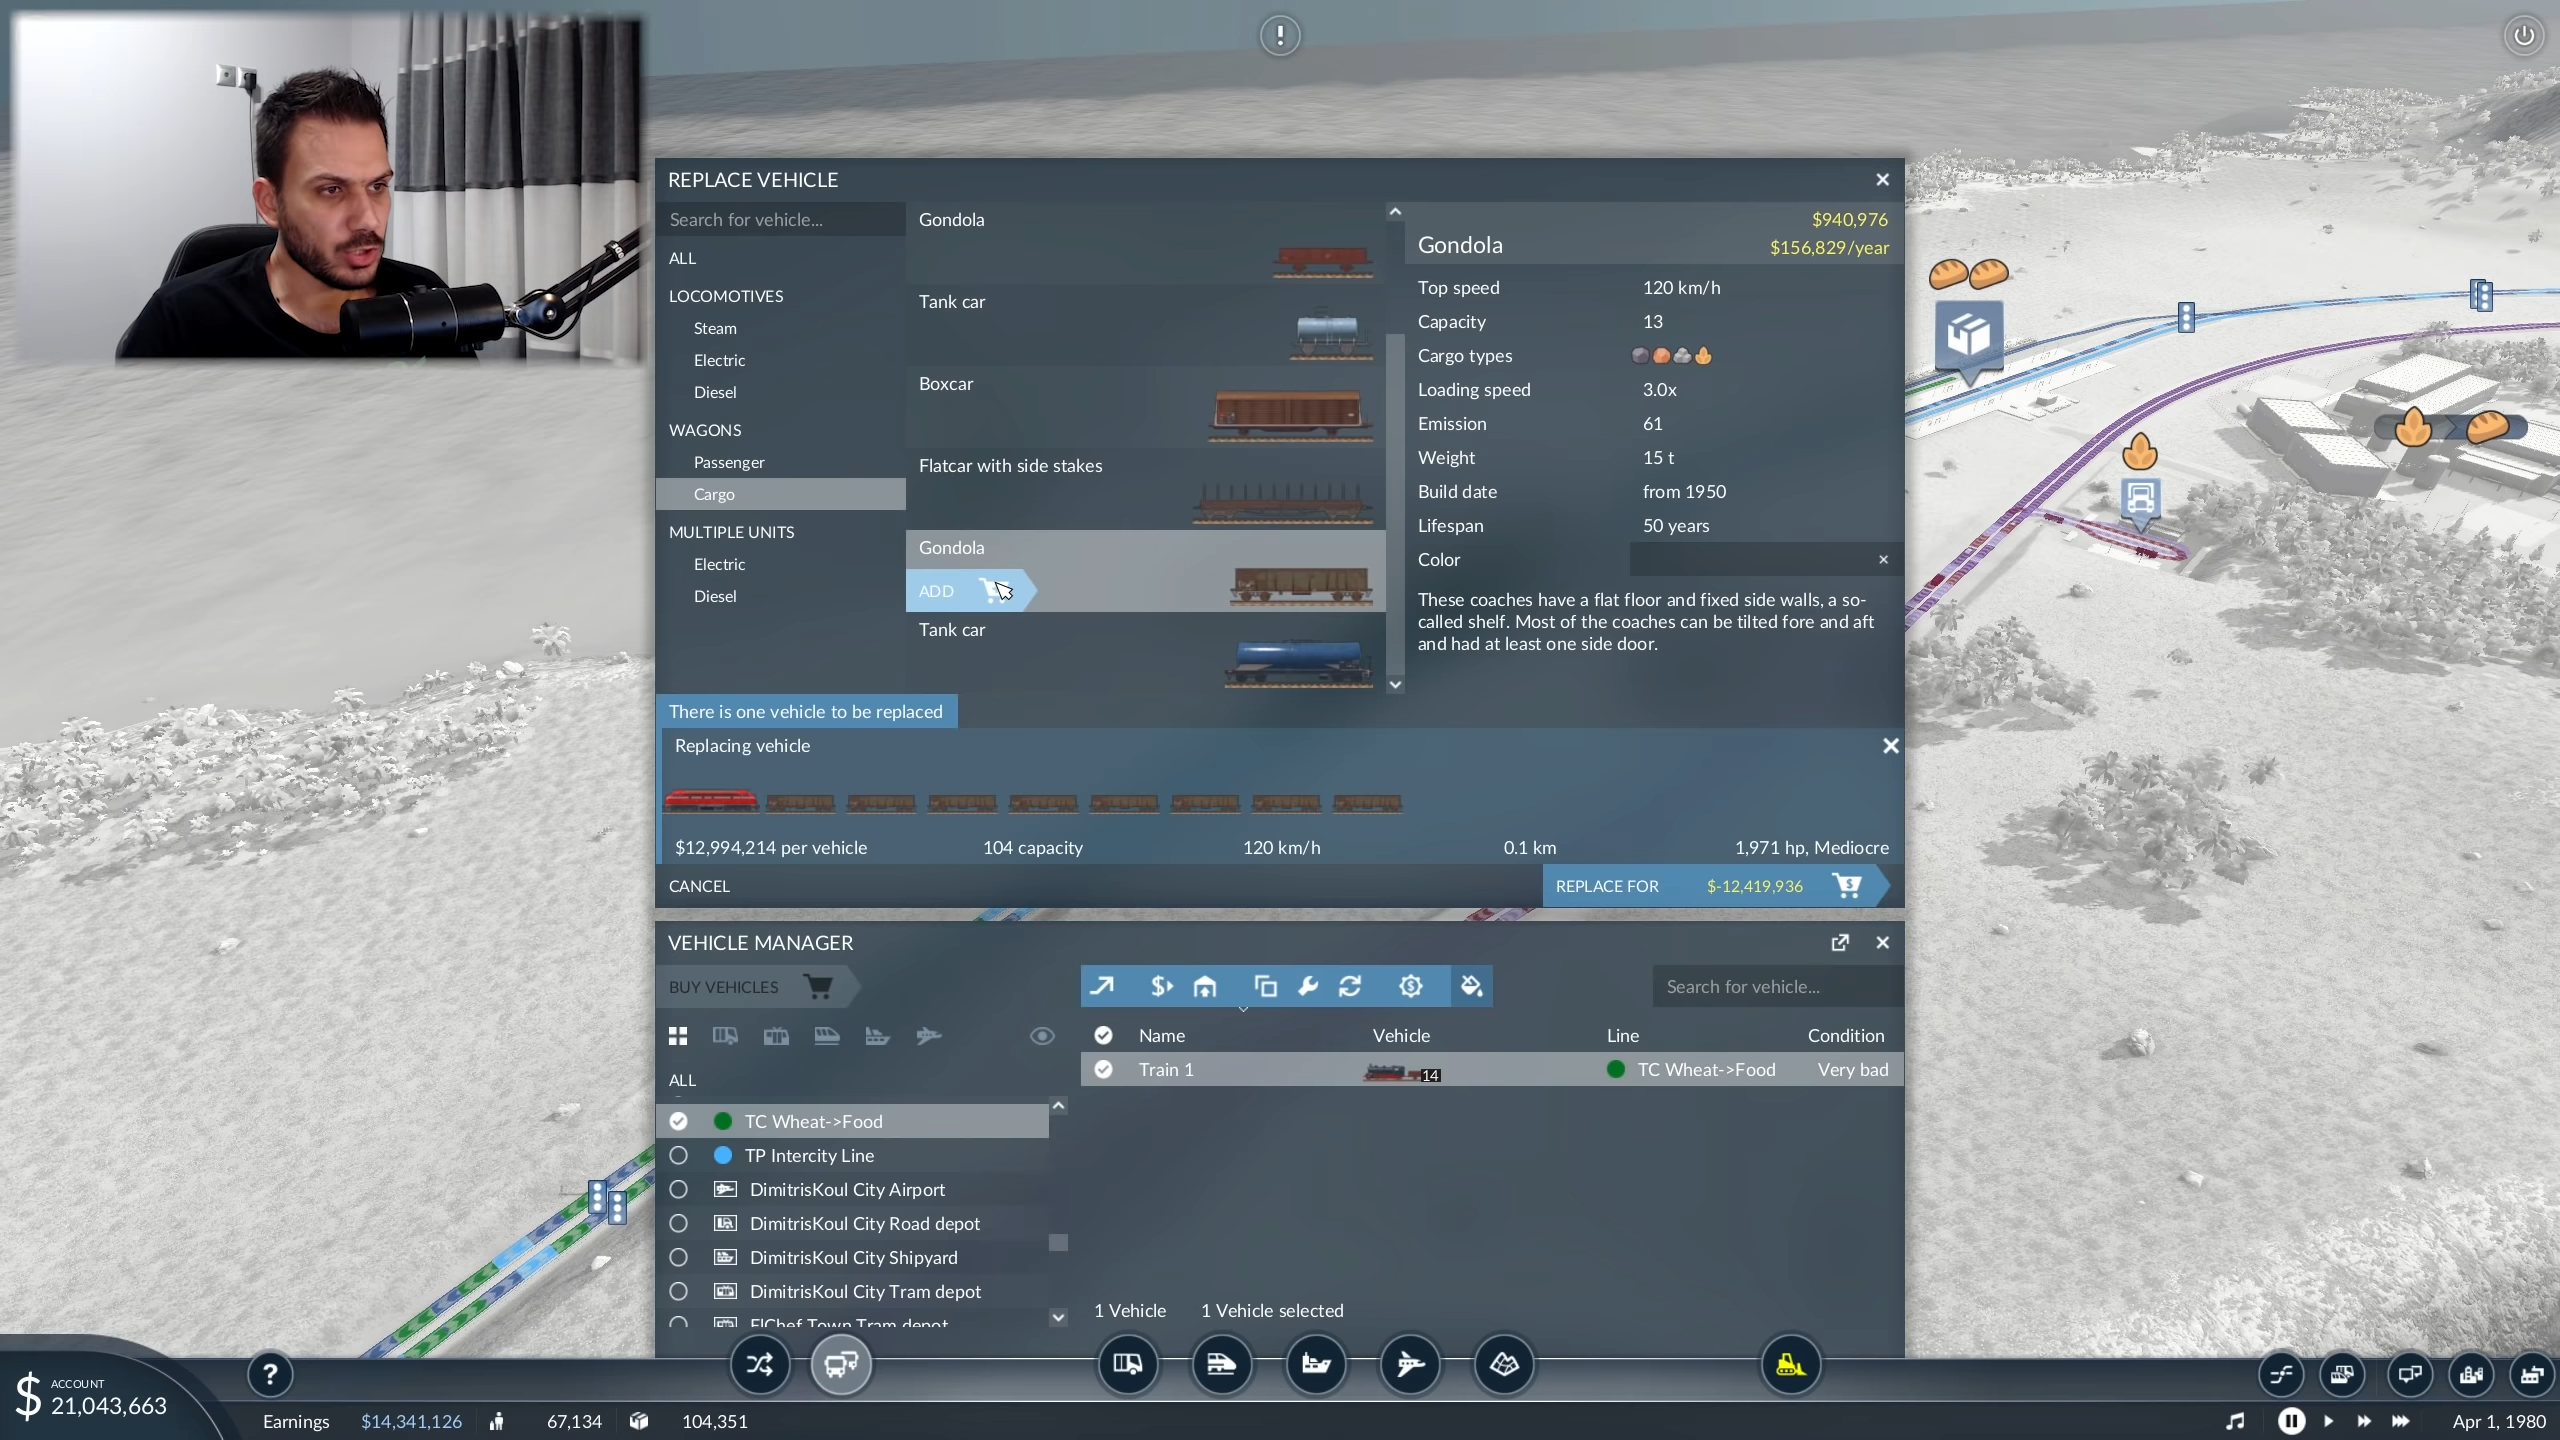 REPLACE VEHICLE
Search for vehicle...
ALL
LOCOMOTIVES
Steam
Electric
Diesel
WAGONS
Passenger
Cargo
MULTIPLE UNITS
Electric
Diesel
Gondola
Tank car
Boxcar
Flatcar with side stakes
Gondola
ADD
Tank car
$940,976
Gondola
$156,829/year
Top speed 120 km/h
Capacity 13
Cargo types
Loading speed 3.0x
Emission 61
Weight 15 t
Build date from 1950
Lifespan 50 years
Color
These coaches have a flat floor and fixed side walls, a so-
called shelf. Most of the coaches can be tilted fore and aft
and had at least one side door.
There is one vehicle to be replaced
Replacing vehicle
$12,994,214 per vehicle 104 capacity 120 km/h 0.1 km 1,971 hp, Mediocre
CANCEL
REPLACE FOR $-12,419,936
VEHICLE MANAGER
BUY VEHICLES
Search for vehicle...
ALL
TC Wheat->Food
TP Intercity Line
DimitrisKoul City Airport
DimitrisKoul City Road depot
DimitrisKoul City Shipyard
DimitrisKoul City Tram depot
ElChef Town Tram depot
Name Vehicle Line Condition
Train 1 14 TC Wheat->Food Very bad
1 Vehicle 1 Vehicle selected
?
$ ACCOUNT
21,043,663
Earnings $14,341,126 67,134 104,351
Apr 1, 1980